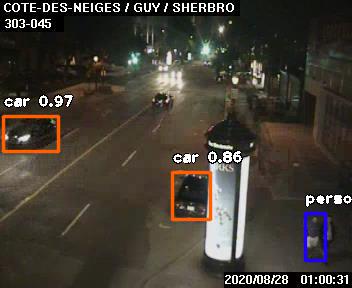 COTE-DES-NEIGES / GUY / SHERBRO
303-045
car 0.97
car 0.86
perso
2020/08/28 01:00:31